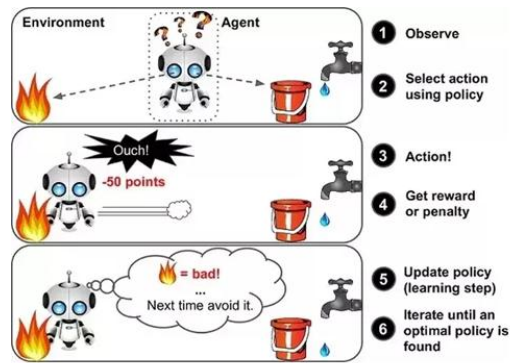 Environment
Agent
? ? ?
1 Observe
2 Select action
using policy
Ouch!
-50 points
3 Action!
4 Get reward
or penalty
= bad!
...
Next time avoid it.
5 Update policy
(learning step)
6 Iterate until an
optimal policy is
found